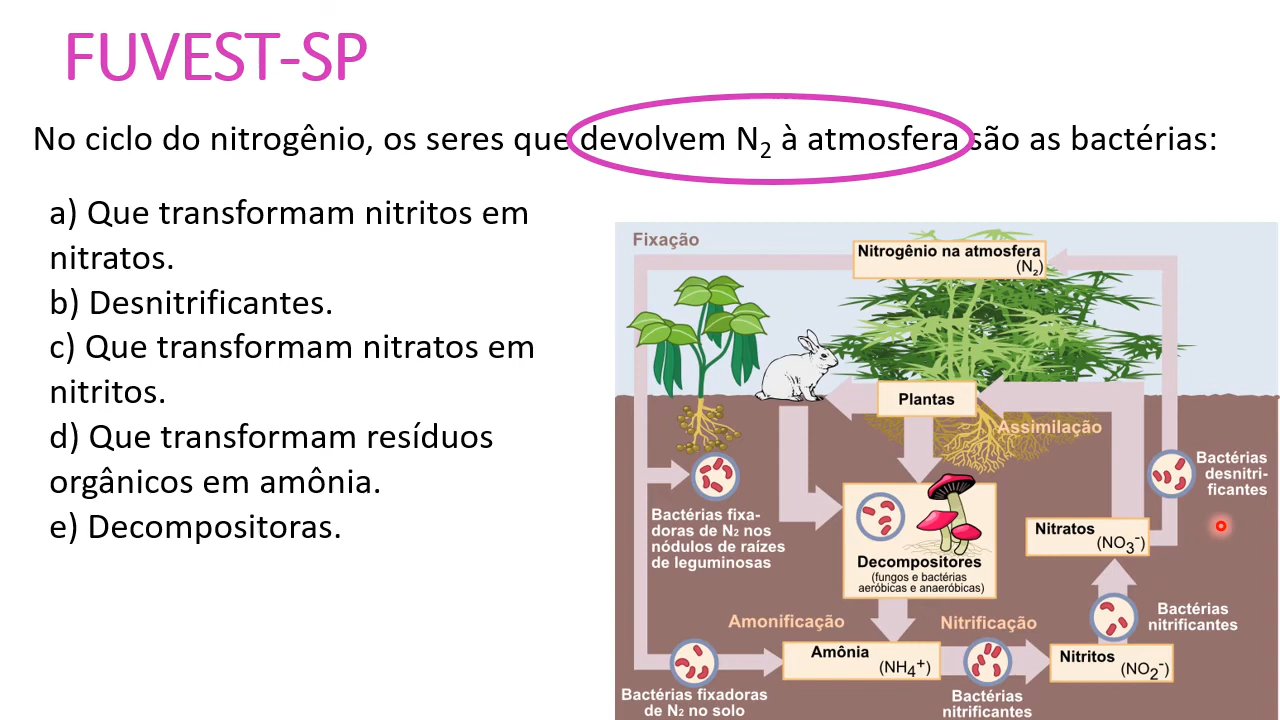 FUVEST-SP
No ciclo do nitrogênio, os seres que devolvem N₂ à atmosfera são as bactérias:
a) Que transformam nitritos em
nitratos.
b) Desnitrificantes.
c) Que transformam nitratos em
nitritos.
d) Que transformam resíduos
orgânicos em amônia.
e) Decompositoras.
Fixação
Nitrogênio na atmosfera
(N₂)
Plantas
Assimilação
Bactérias
desnitri-
ficantes
Bactérias fixa-
doras de N₂ nos
nódulos de raízes
de leguminosas
Decompositores
(fungos e bactérias
aeróbicas e anaeróbicas)
Nitratos
(NO₃⁻)
Bactérias
nitrificantes
Amonificação
Nitrificação
Amônia
(NH₄⁺)
Nitritos
(NO₂⁻)
Bactérias fixadoras
de N₂ no solo
Bactérias
nitrificantes